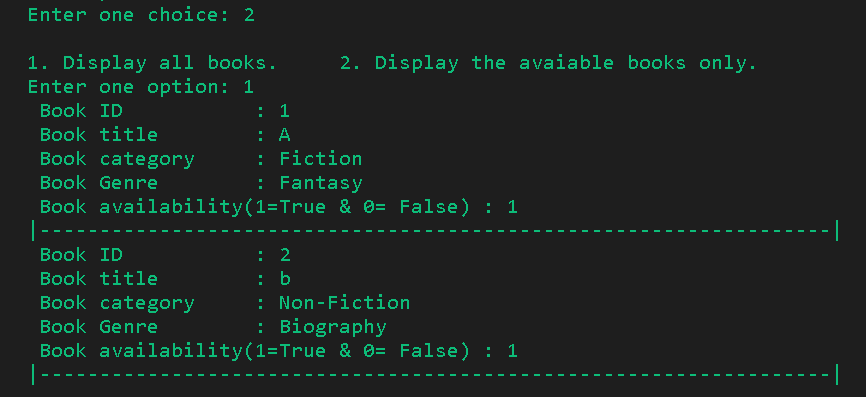 Enter one choice: 2
1. Display all books.     2. Display the avaiable books only.
Enter one option: 1
Book ID           : 1
Book title        : A
Book category     : Fiction
Book Genre        : Fantasy
Book availability(1=True & 0= False) : 1
|------------------------------------------------------------------|
Book ID           : 2
Book title        : b
Book category     : Non-Fiction
Book Genre        : Biography
Book availability(1=True & 0= False) : 1
|------------------------------------------------------------------|